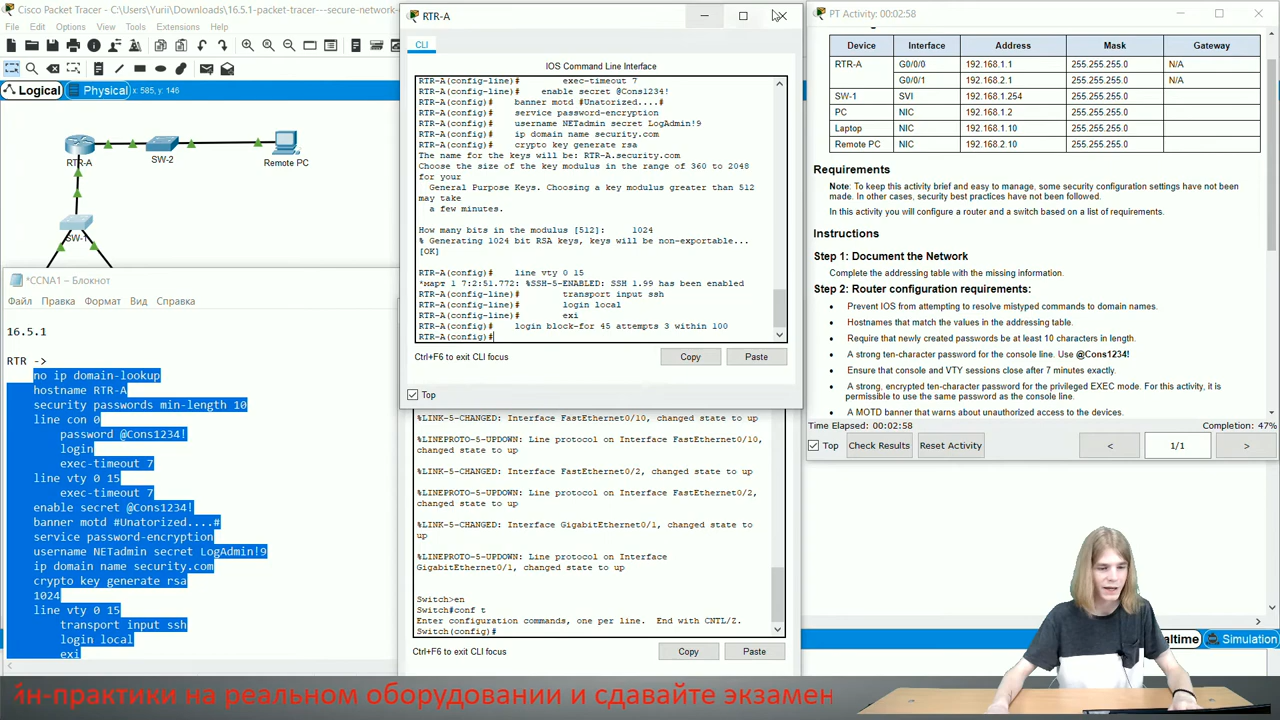 Cisco Packet Tracer - C:\Users\Yurii\Downloads\16.5.1-packet-tracer---secure-network-
File Edit Options View Tools Extensions
Logical Physical x: 585, y: 146
RTR-A
SW-2
Remote PC
SW-1
*CCNA1 – Блокнот
Файл Правка Формат Вид Справка
16.5.1
RTR ->
no ip domain-lookup
hostname RTR-A
security passwords min-length 10
line con 0
password @Cons1234!
login
exec-timeout 7
line vty 0 15
exec-timeout 7
enable secret @Cons1234!
banner motd #Unatorized....#
service password-encryption
username NETadmin secret LogAdmin!9
ip domain name security.com
crypto key generate rsa
1024
line vty 0 15
transport input ssh
login local
exi
RTR-A
CLI
IOS Command Line Interface
RTR-A(config-line)# exec-timeout 7
RTR-A(config-line)# enable secret @Cons1234!
RTR-A(config)# banner motd #Unatorized....#
RTR-A(config)# service password-encryption
RTR-A(config)# username NETadmin secret LogAdmin!9
RTR-A(config)# ip domain name security.com
RTR-A(config)# crypto key generate rsa
The name for the keys will be: RTR-A.security.com
Choose the size of the key modulus in the range of 360 to 2048
for your
General Purpose Keys. Choosing a key modulus greater than 512
may take
a few minutes.
How many bits in the modulus [512]: 1024
% Generating 1024 bit RSA keys, keys will be non-exportable...
[OK]
RTR-A(config)# line vty 0 15
*март 1 7:2:51.772: %SSH-5-ENABLED: SSH 1.99 has been enabled
RTR-A(config-line)# transport input ssh
RTR-A(config-line)# login local
RTR-A(config-line)# exi
RTR-A(config)# login block-for 45 attempts 3 within 100
RTR-A(config)#
Ctrl+F6 to exit CLI focus Copy Paste
Top
%LINK-5-CHANGED: Interface FastEthernet0/10, changed state to up
%LINEPROTO-5-UPDOWN: Line protocol on Interface FastEthernet0/10,
changed state to up
%LINK-5-CHANGED: Interface FastEthernet0/2, changed state to up
%LINEPROTO-5-UPDOWN: Line protocol on Interface FastEthernet0/2,
changed state to up
%LINK-5-CHANGED: Interface GigabitEthernet0/1, changed state to
up
%LINEPROTO-5-UPDOWN: Line protocol on Interface
GigabitEthernet0/1, changed state to up
Switch>en
Switch#conf t
Enter configuration commands, one per line. End with CNTL/Z.
Switch(config)#
Ctrl+F6 to exit CLI focus Copy Paste
PT Activity: 00:02:58
Device Interface Address Mask Gateway
RTR-A G0/0/0 192.168.1.1 255.255.255.0 N/A
G0/0/1 192.168.2.1 255.255.255.0 N/A
SW-1 SVI 192.168.1.254 255.255.255.0
PC NIC 192.168.1.2 255.255.255.0
Laptop NIC 192.168.1.10 255.255.255.0
Remote PC NIC 192.168.2.10 255.255.255.0
Requirements
Note: To keep this activity brief and easy to manage, some security configuration settings have not been
made. In other cases, security best practices have not been followed.
In this activity you will configure a router and a switch based on a list of requirements.
Instructions
Step 1: Document the Network
Complete the addressing table with the missing information.
Step 2: Router configuration requirements:
• Prevent IOS from attempting to resolve mistyped commands to domain names.
• Hostnames that match the values in the addressing table.
• Require that newly created passwords be at least 10 characters in length.
• A strong ten-character password for the console line. Use @Cons1234!
• Ensure that console and VTY sessions close after 7 minutes exactly.
• A strong, encrypted ten-character password for the privileged EXEC mode. For this activity, it is
permissible to use the same password as the console line.
• A MOTD banner that warns about unauthorized access to the devices.
Time Elapsed: 00:02:58 Completion: 47%
Top Check Results Reset Activity < 1/1 >
altime Simulation
йн-практики на реальном оборудовании и сдавайте экзамен